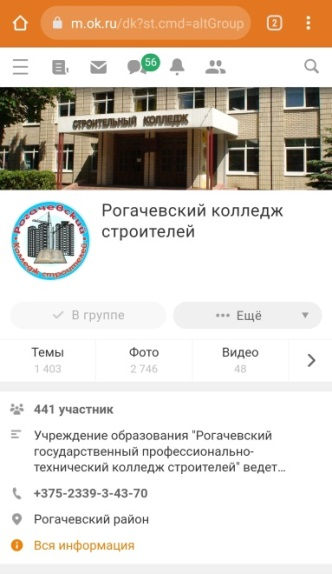 m.ok.ru/dk?st.cmd=altGroup
2
56
СТРОИТЕЛЬНЫЙ КОЛЛЕДЖ
Рогачевский
колледж строителей
Рогачевский колледж
строителей
В группе
Ещё
Темы
1 403
Фото
2 746
Видео
48
441 участник
Учреждение образования "Рогачевский
государственный профессионально-
технический колледж строителей" ведет...
+375-2339-3-43-70
Рогачевский район
Вся информация